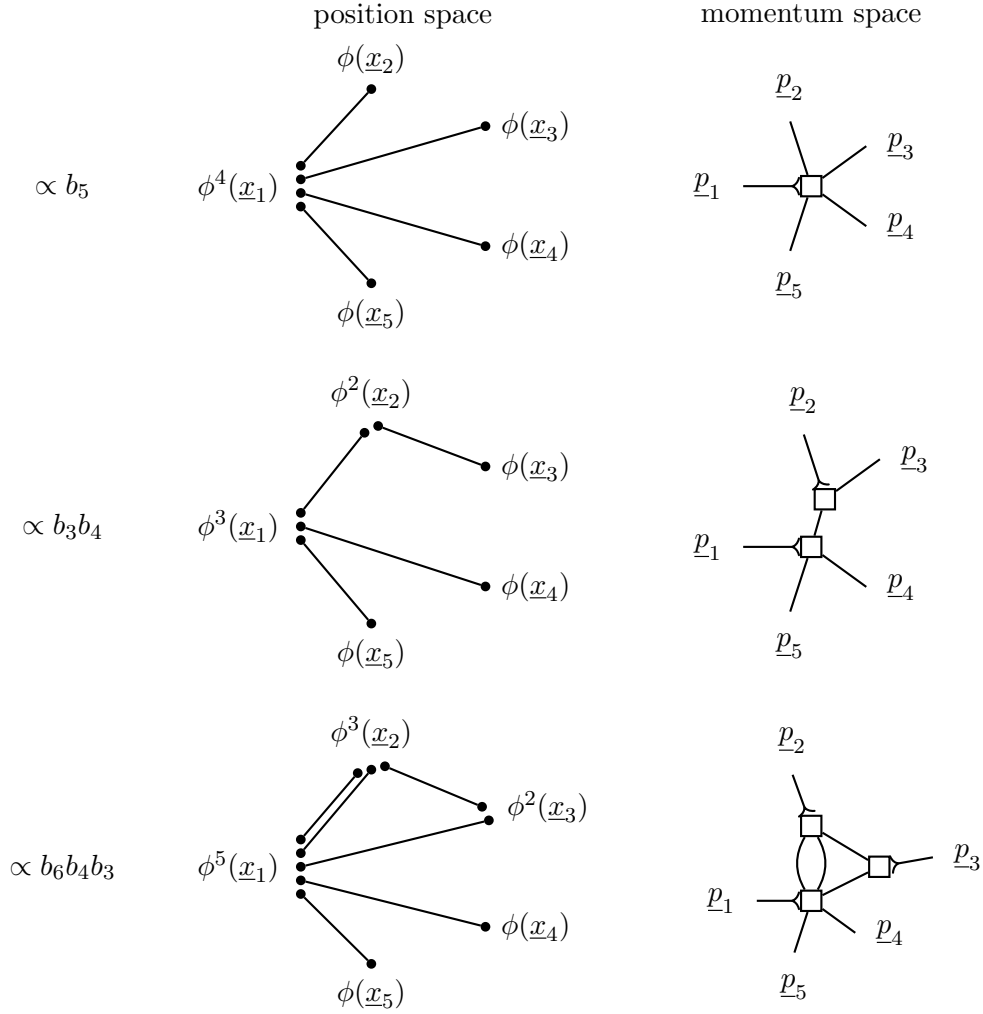 position space momentum space
ϕ(x̲₂)
p̲₂
ϕ(x̲₃)
p̲₃
∝ b₅ ϕ⁴(x̲₁)
p̲₁
p̲₄
ϕ(x̲₄)
p̲₅
ϕ(x̲₅)
ϕ²(x̲₂)
p̲₂
ϕ(x̲₃)
p̲₃
∝ b₃b₄ ϕ³(x̲₁)
p̲₁
ϕ(x̲₄)
p̲₄
ϕ(x̲₅)
p̲₅
ϕ³(x̲₂)
p̲₂
ϕ²(x̲₃)
p̲₃
∝ b₆b₄b₃ ϕ⁵(x̲₁)
p̲₁
ϕ(x̲₄)
p̲₄
ϕ(x̲₅)
p̲₅